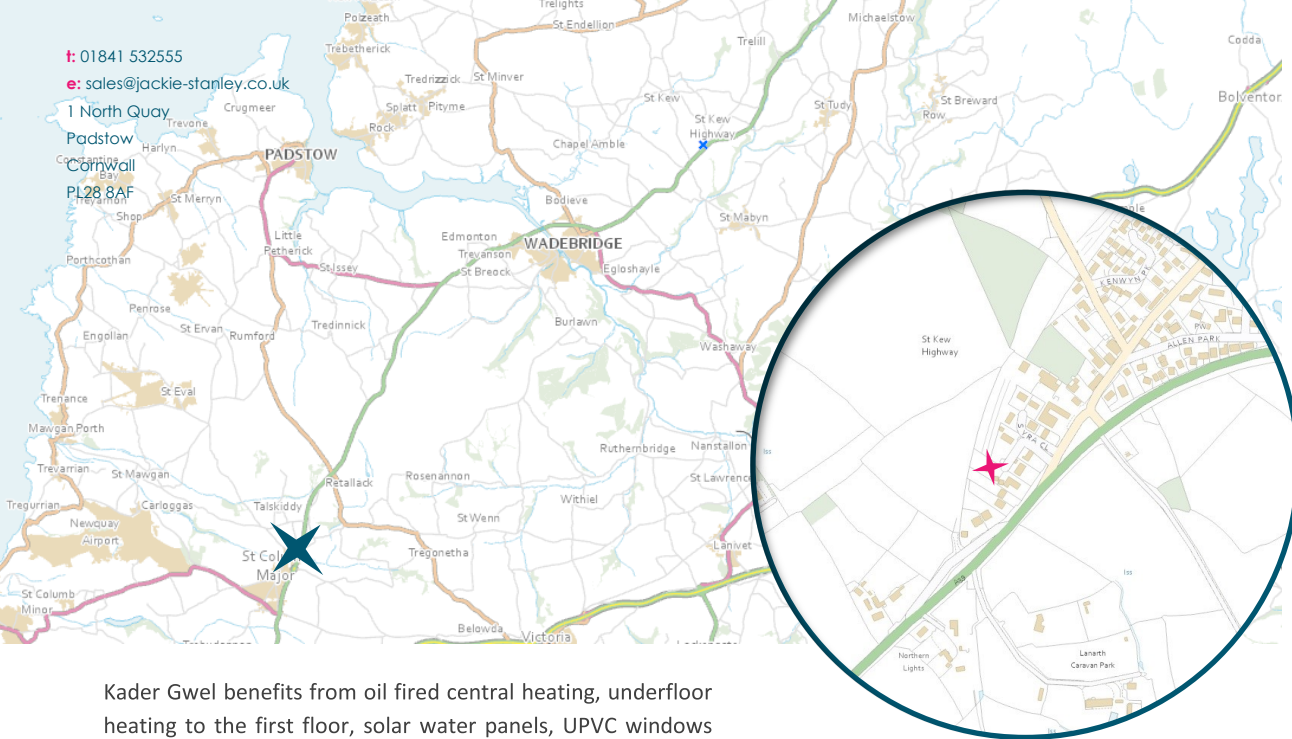 t: 01841 532555
e: sales@jackie-stanley.co.uk
1 North Quay
Padstow
Cornwall
PL28 8AF
Polzeath
Trelights
St Endellion
Michaelstow
Trebetherick
Trelill
Codda
Tredrizzick
St Minver
St Kew
Bolventor
Crugmeer
Splatt
Pityme
St Tudy
St Breward
Row
Trevone
Rock
St Kew
Highway
Harlyn
Chapel Amble
PADSTOW
Constantine
Bay
Treyarnon
St Merryn
Bodieve
Shop
St Mabyn
Little
Petherick
Edmonton
WADEBRIDGE
Trevanson
Porthcothan
St Issey
St Breock
Egloshayle
Penrose
Engollan
St Ervan
Rumford
Tredinnick
Burlawn
Washaway
St Eval
Trenance
Mawgan Porth
Ruthernbridge
Nanstallon
Trevarrian
St Mawgan
Rosenannon
St Lawrence
Retallack
Withiel
Tregurrian
Carloggas
Talskiddy
Newquay
Airport
St Wenn
Tregonetha
Lanivet
Major
St Columb
Minor
Belowda
Victoria
KENWYN
PW
ALLEN PARK
St Kew
Highway
Iss
Iss
A39
Northern
Lights
Lanarth
Caravan Park
Iss
Kader Gwel benefits from oil fired central heating, underfloor
heating to the first floor, solar water panels, UPVC windows